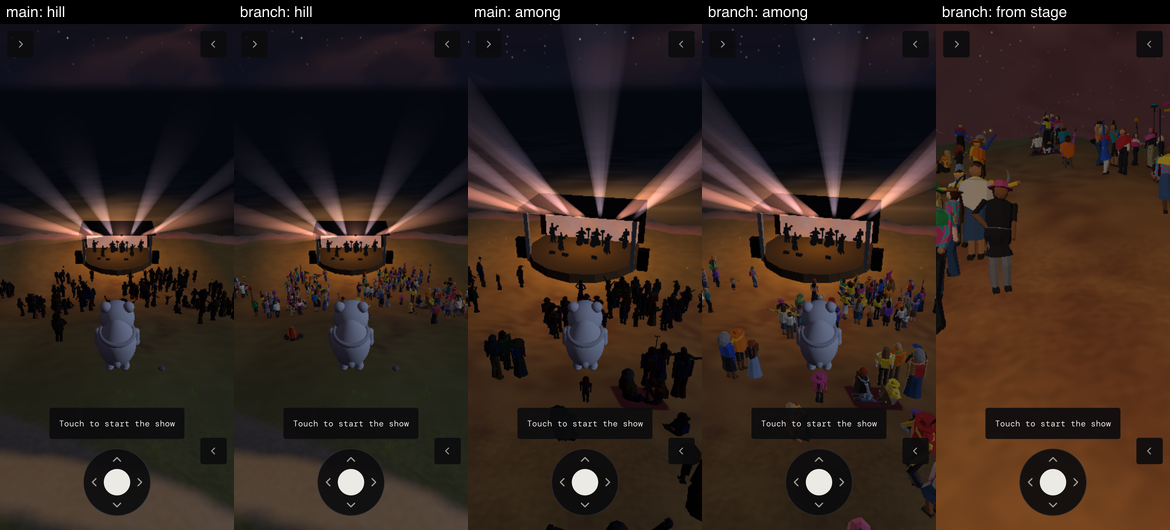 main: hill
branch: hill
main: among
branch: among
branch: from stage
Touch to start the show
Touch to start the show
Touch to start the show
Touch to start the show
Touch to start the show